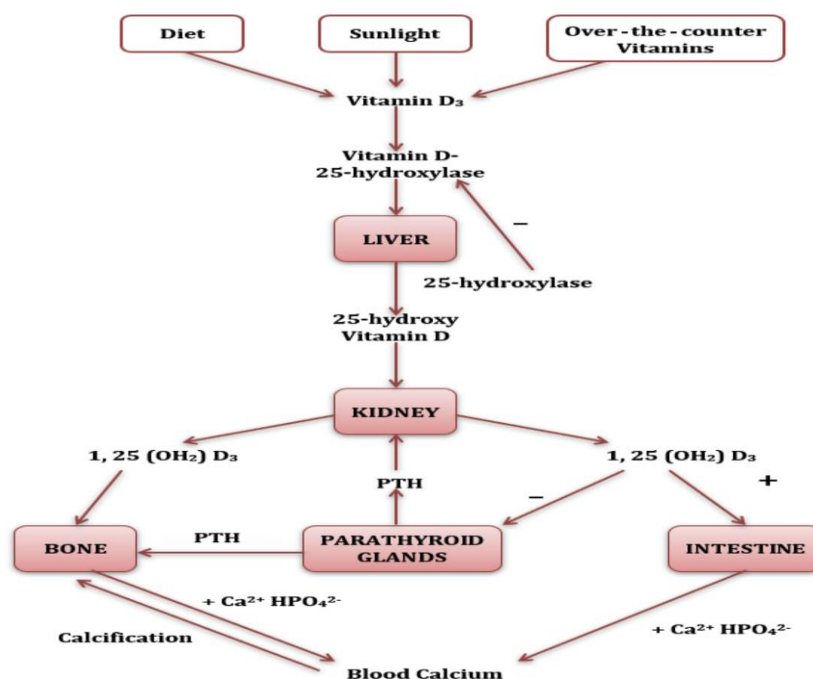 Diet
Sunlight
Over-the-counter
Vitamins
Vitamin D₃
Vitamin D-
25-hydroxylase
LIVER
–
25-hydroxylase
25-hydroxy
Vitamin D
KIDNEY
1, 25 (OH₂) D₃
1, 25 (OH₂) D₃
PTH
–
+
BONE
PTH
PARATHYROID
GLANDS
INTESTINE
+ Ca²⁺ HPO₄²⁻
+ Ca²⁺ HPO₄²⁻
Calcification
Blood Calcium